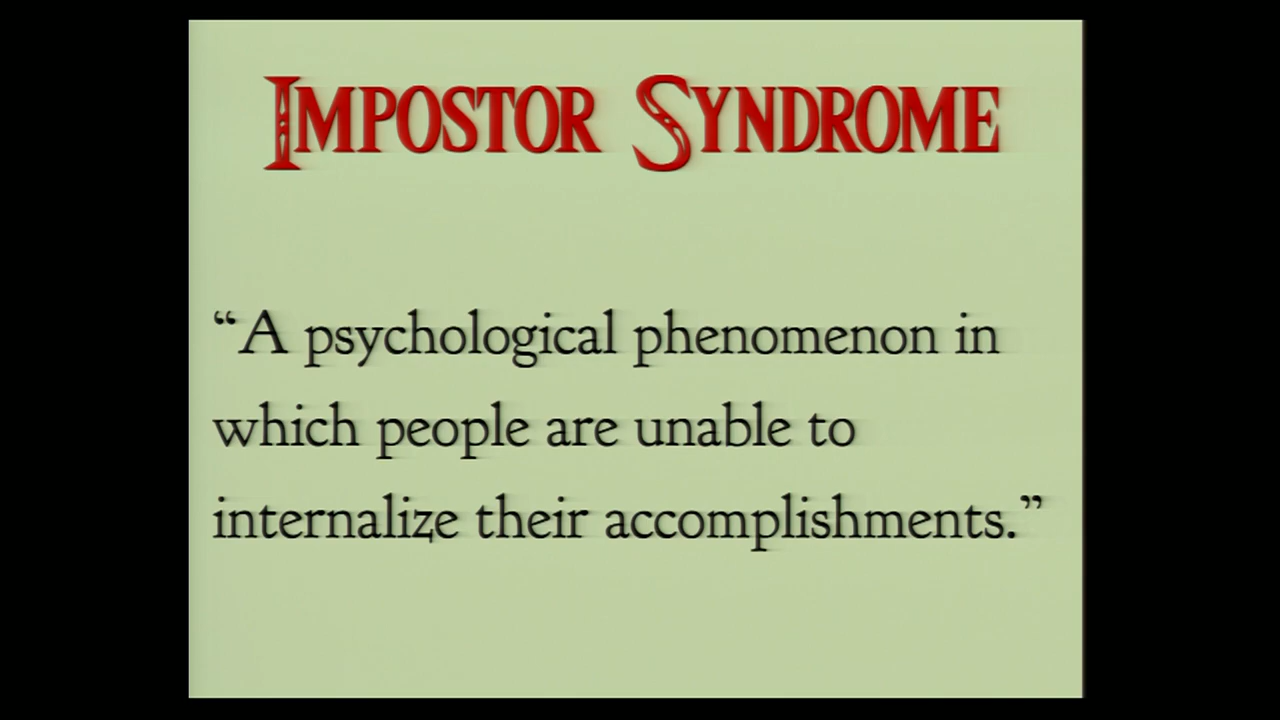 IMPOSTOR SYNDROME
“A psychological phenomenon in
which people are unable to
internalize their accomplishments.”